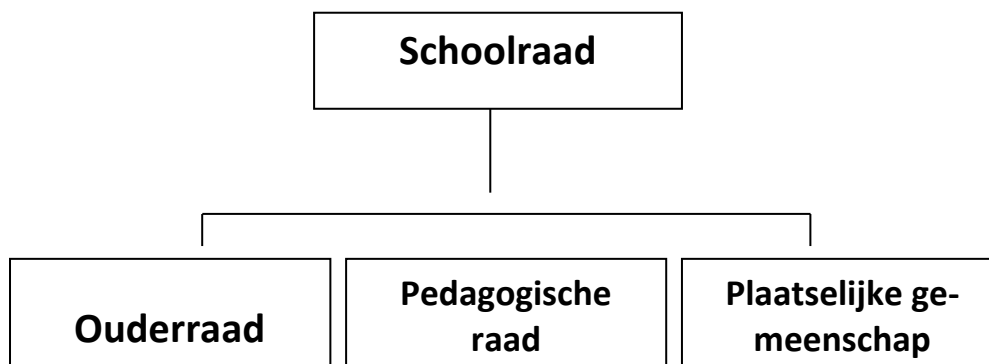 Schoolraad
Ouderraad
Pedagogische
raad
Plaatselijke ge-
meenschap